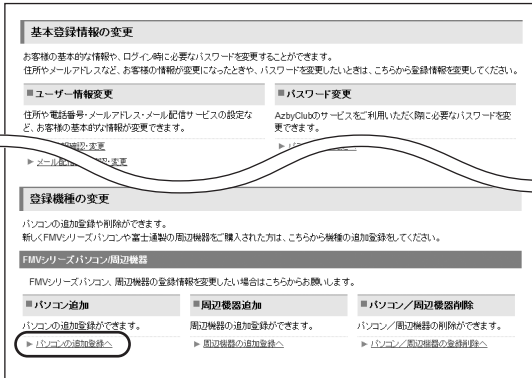 基本登録情報の変更
お客様の基本的な情報や、ログイン時に必要なパスワードを変更することができます。
住所やメールアドレスなど、お客様の情報が変更になったときや、パスワードを変更したいときは、こちらから登録情報を変更してください。
■ユーザー情報変更
■パスワード変更
住所や電話番号・メールアドレス・メール配信サービスの設定など、お客様の基本的な情報が変更できます。
AzbyClubのサービスをご利用いただく際に必要なパスワードを変更できます。
変更
▶ メール配 変更
登録機種の変更
パソコンの追加登録や削除ができます。
新しくFMVシリーズパソコンや富士通製の周辺機器をご購入された方は、こちらから機種の追加登録をしてください。
FMVシリーズパソコン/周辺機器
FMVシリーズパソコン、周辺機器の登録情報を変更したい場合はこちらからお願いします。
■パソコン追加
■周辺機器追加
■パソコン／周辺機器削除
パソコンの追加登録ができます。
周辺機器の追加登録ができます。
パソコン／周辺機器の削除ができます。
▶ パソコンの追加登録へ
▶ 周辺機器の追加登録へ
▶ パソコン／周辺機器の登録削除へ